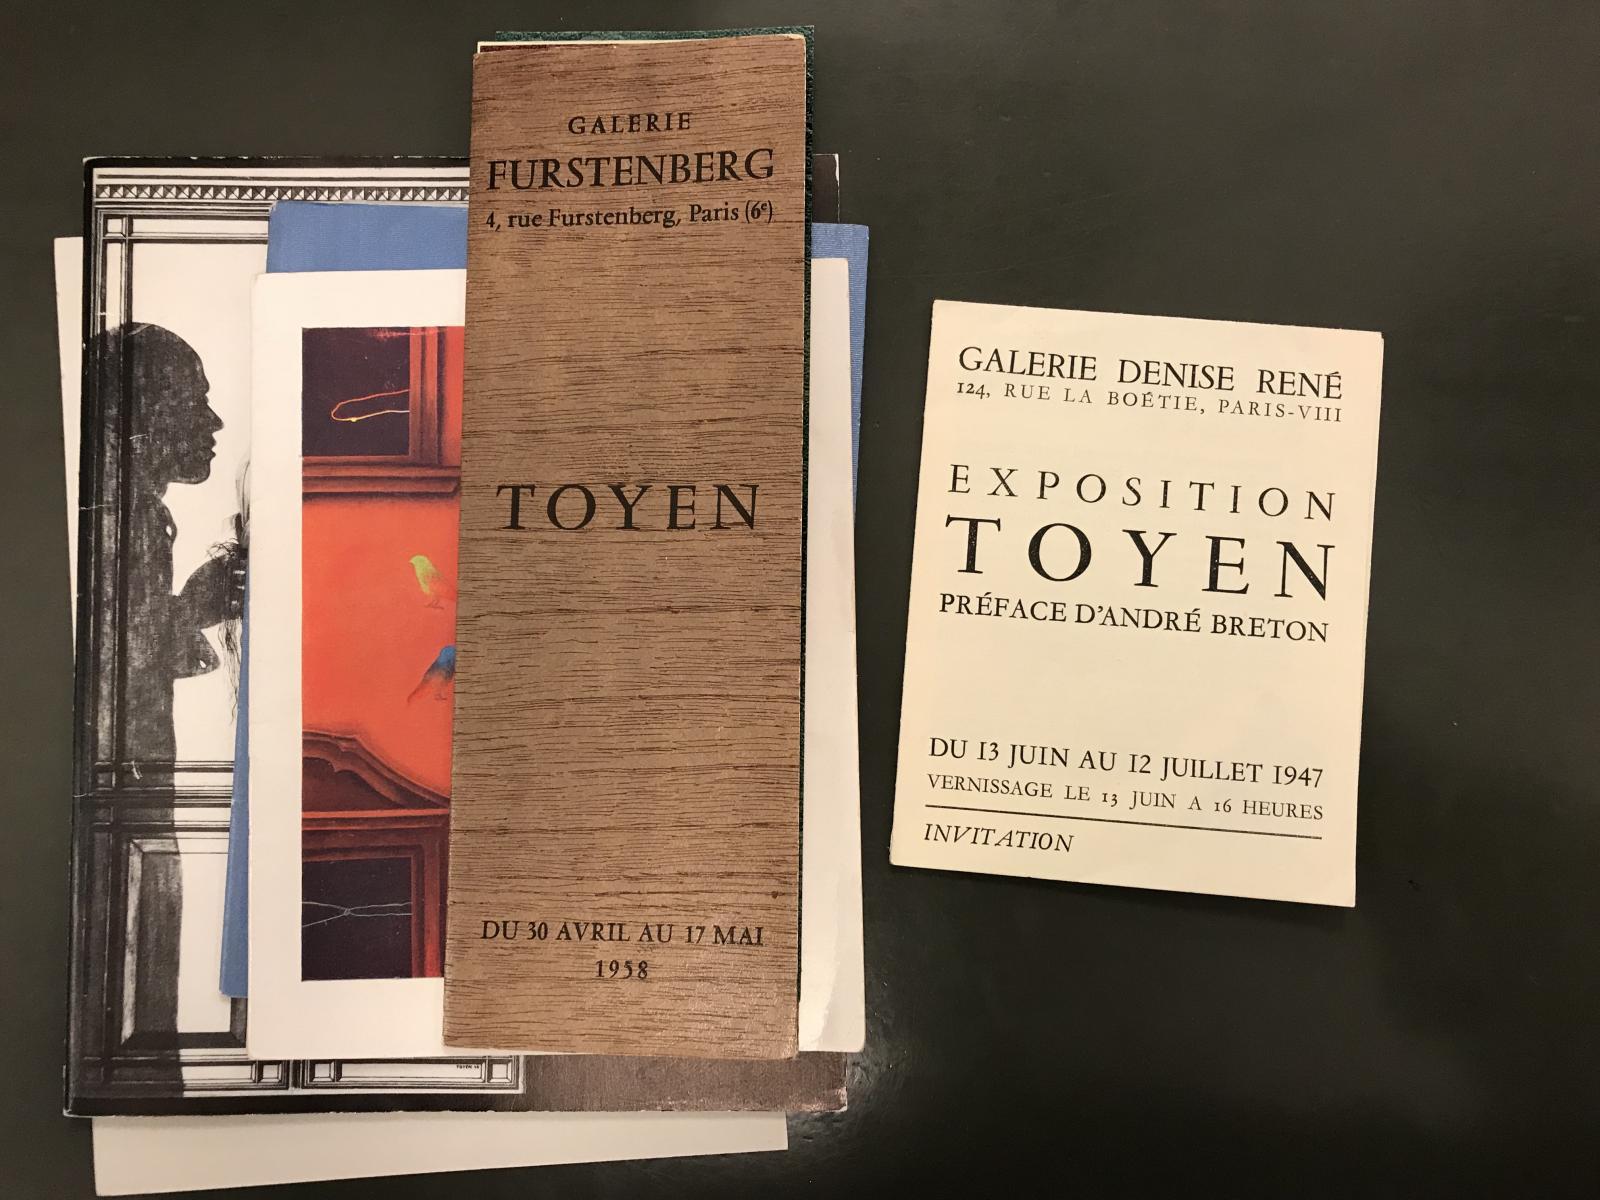 GALERIE
FURSTENBERG
4, rue Furstenberg, Paris (6e)
TOYEN
DU 30 AVRIL AU 17 MAI
1958
GALERIE DENISE RENÉ
124, RUE LA BOÉTIE, PARIS-VIII
EXPOSITION
TOYEN
PRÉFACE D'ANDRÉ BRETON
DU 13 JUIN AU 12 JUILLET 1947
VERNISSAGE LE 13 JUIN A 16 HEURES
INVITATION